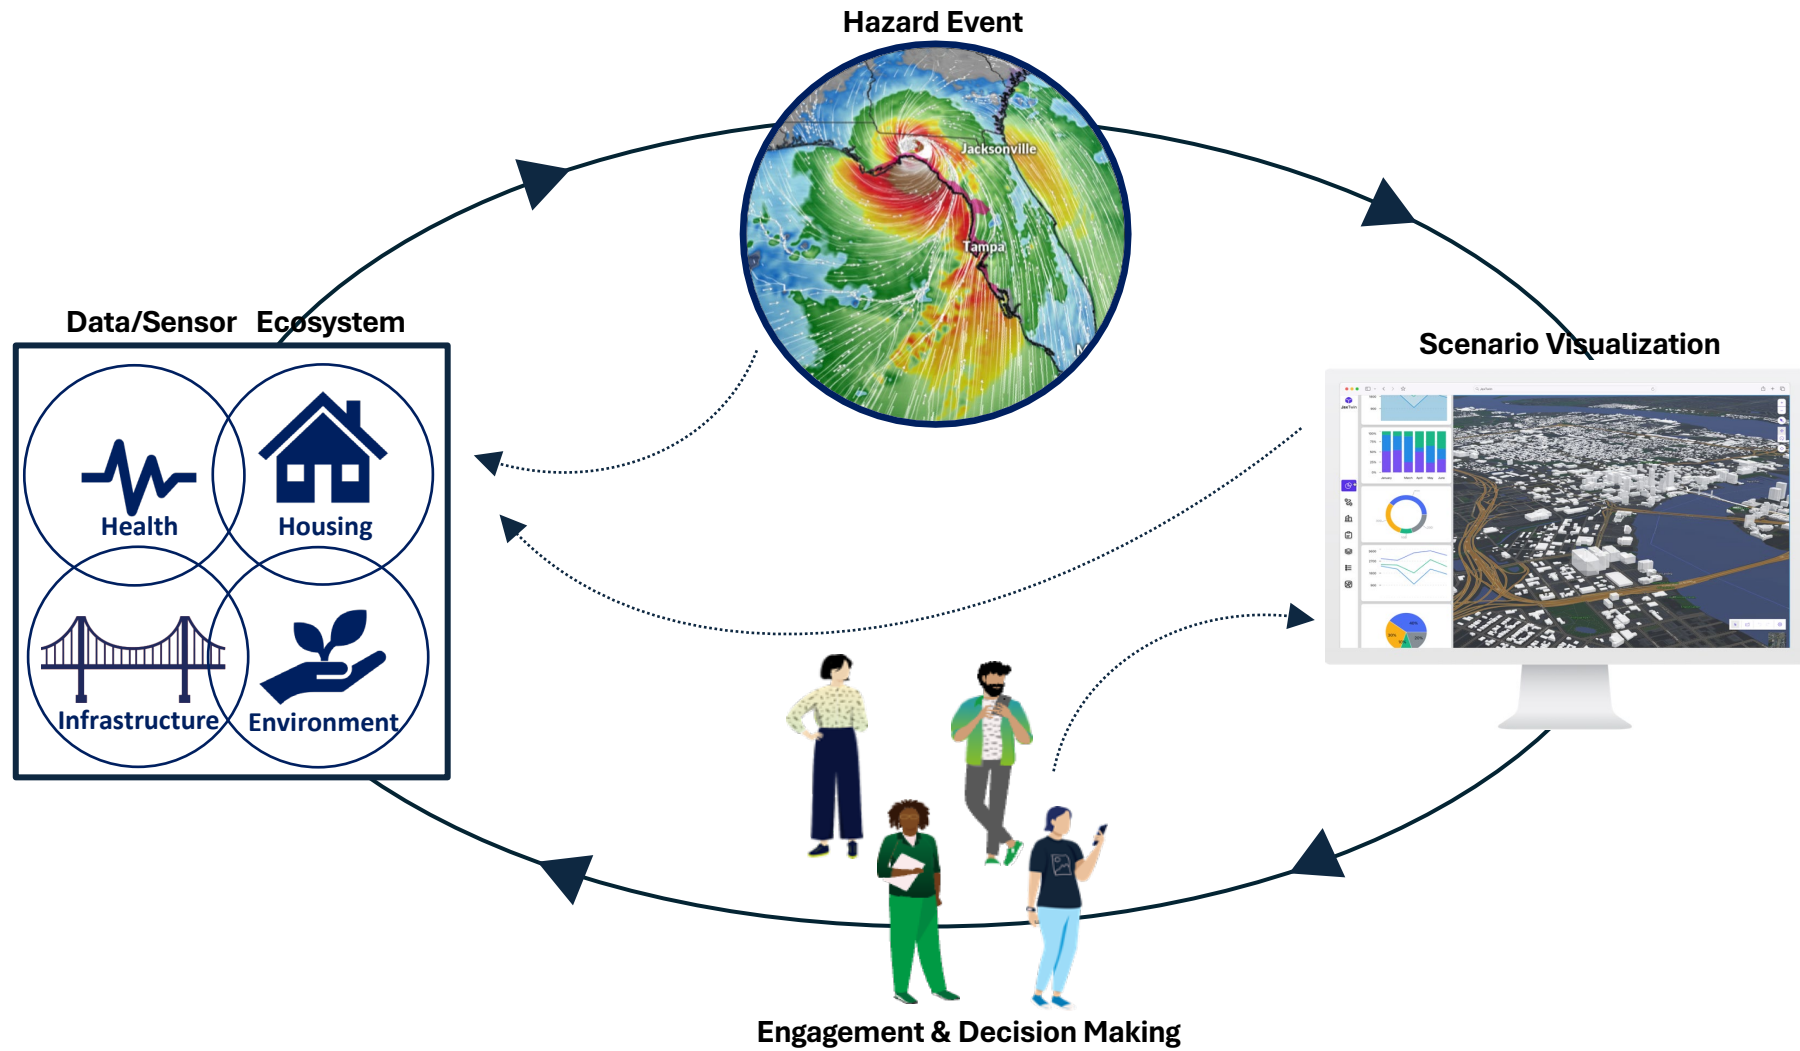 Hazard Event
Jacksonville
Tampa
Data/Sensor Ecosystem
Health
Housing
Infrastructure
Environment
Scenario Visualization
Engagement & Decision Making